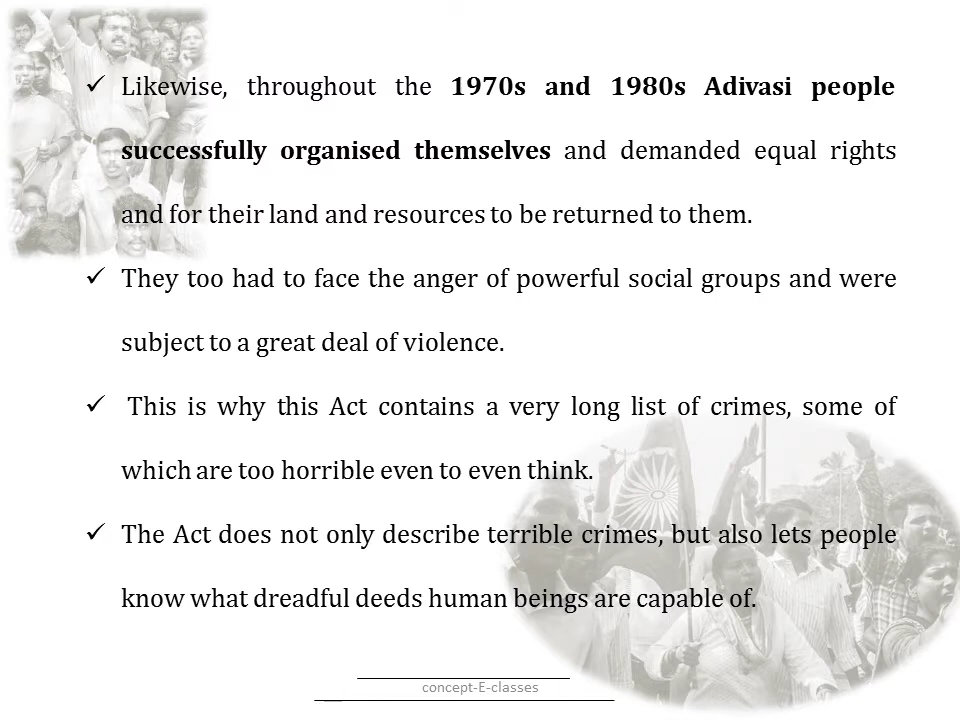 ✓ Likewise, throughout the 1970s and 1980s Adivasi people
successfully organised themselves and demanded equal rights
and for their land and resources to be returned to them.
✓ They too had to face the anger of powerful social groups and were
subject to a great deal of violence.
✓ This is why this Act contains a very long list of crimes, some of
which are too horrible even to even think.
✓ The Act does not only describe terrible crimes, but also lets people
know what dreadful deeds human beings are capable of.
concept-E-classes